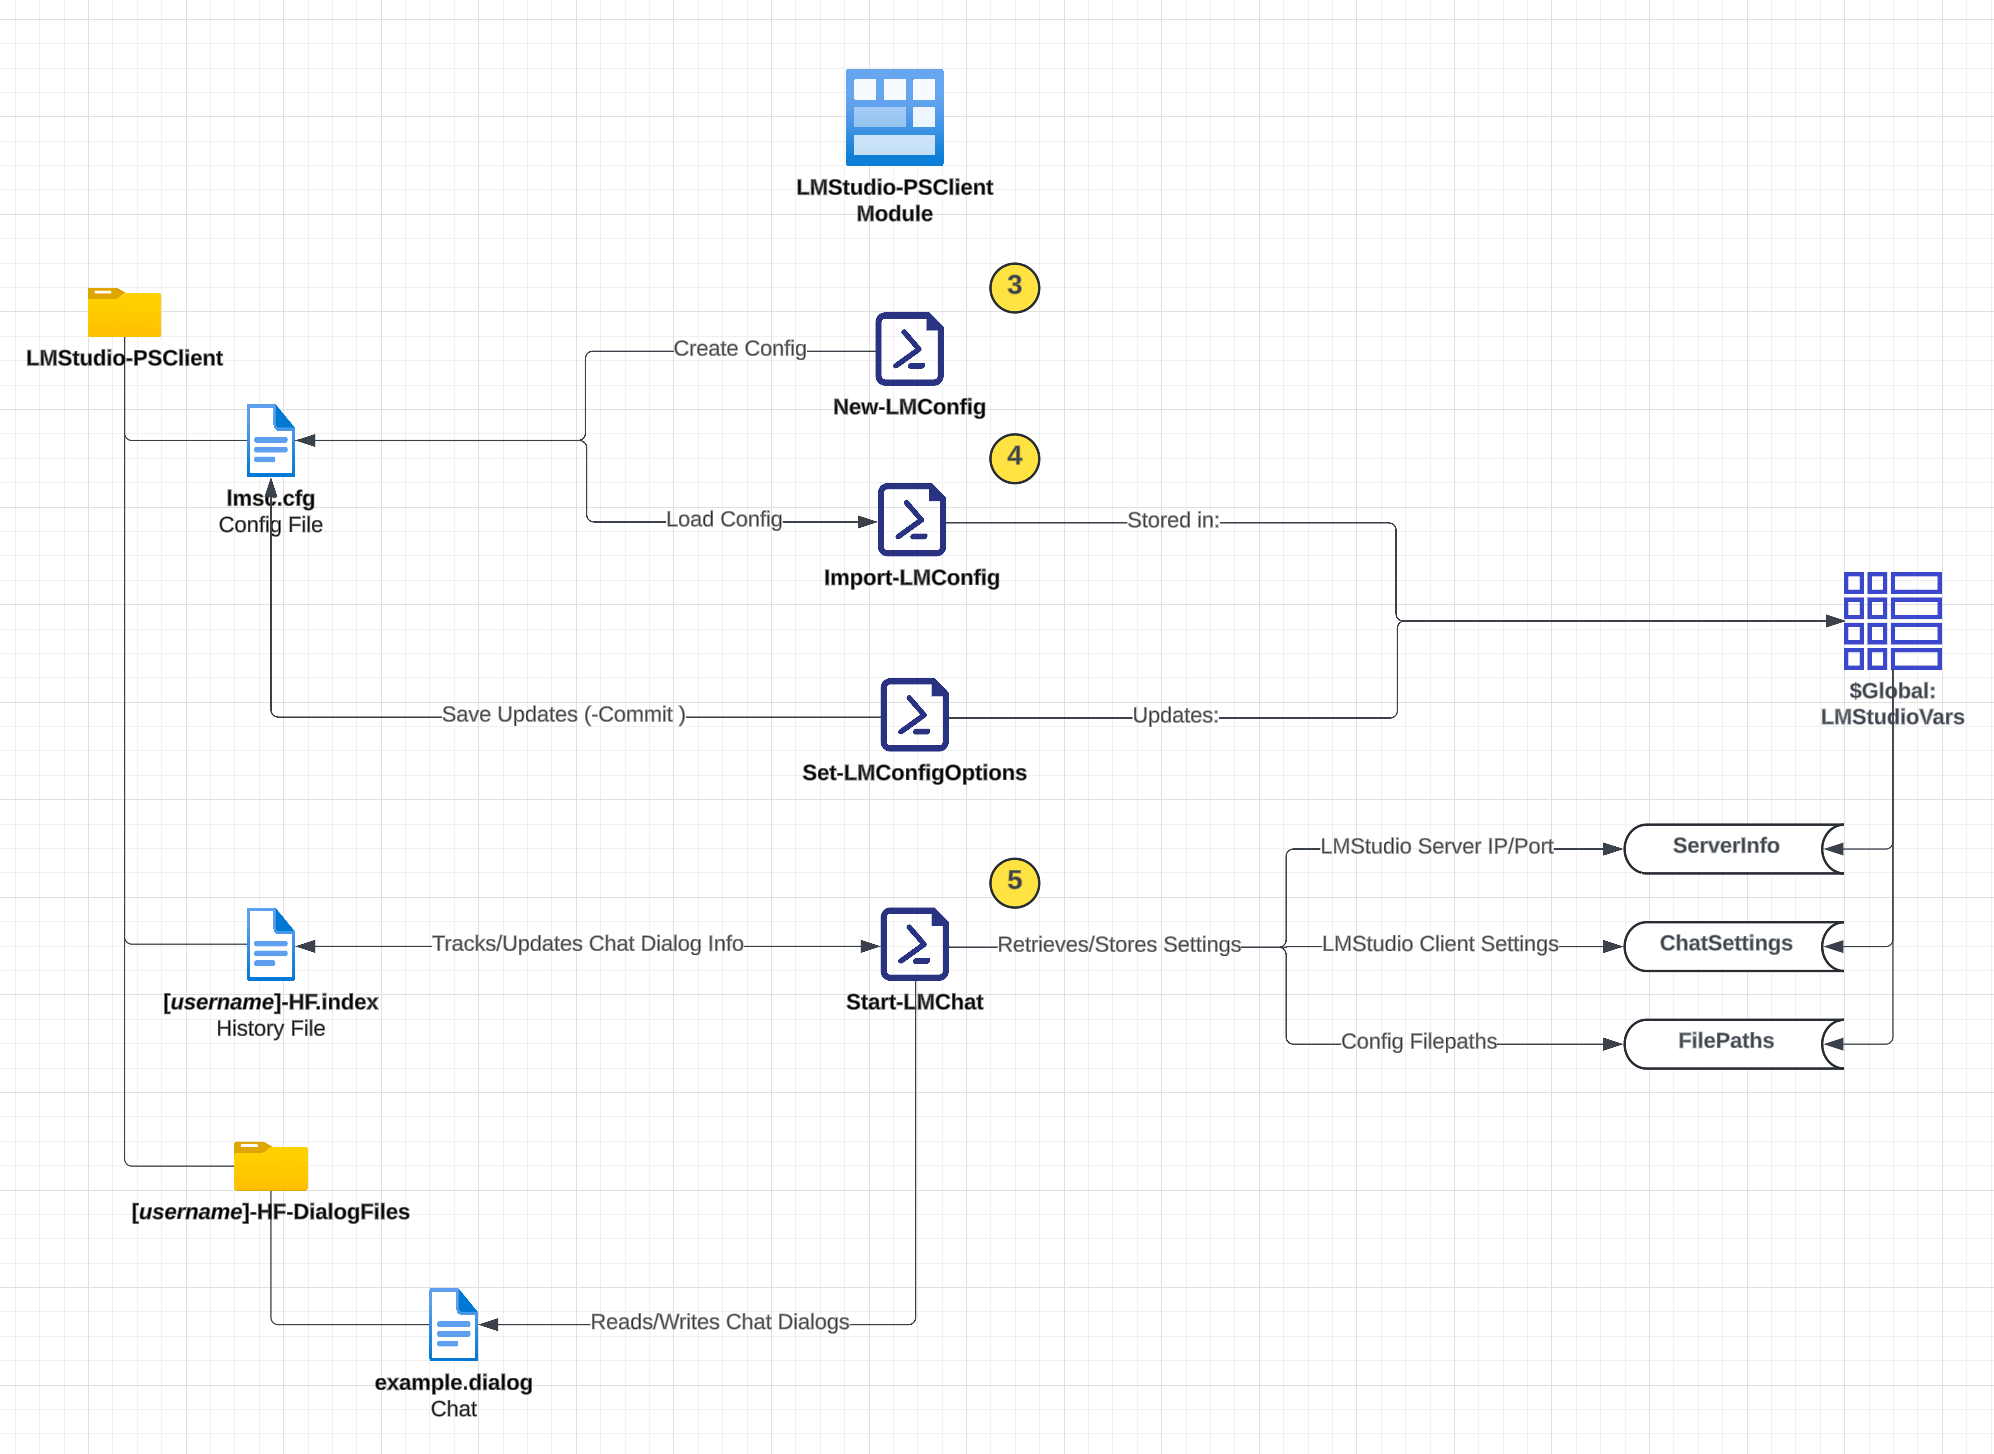 LMStudio-PSClient
Module
3
LMStudio-PSClient
Create Config
New-LMConfig
4
lmsc.cfg
Config File
Load Config
Stored in:
Import-LMConfig
$Global:
LMStudioVars
Save Updates (-Commit )
Updates:
Set-LMConfigOptions
LMStudio Server IP/Port
ServerInfo
5
Tracks/Updates Chat Dialog Info
Retrieves/Stores Settings
LMStudio Client Settings
ChatSettings
[username]-HF.index
History File
Start-LMChat
Config Filepaths
FilePaths
[username]-HF-DialogFiles
Reads/Writes Chat Dialogs
example.dialog
Chat